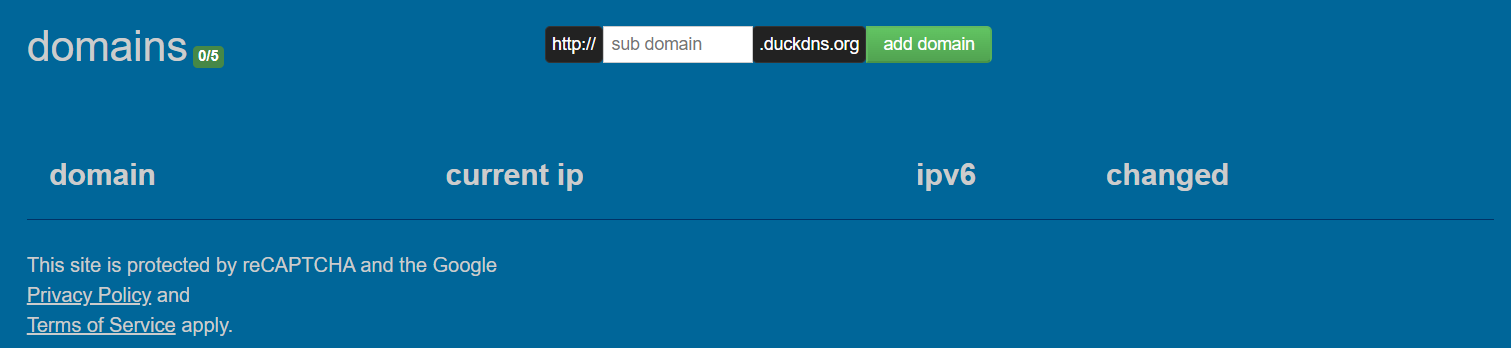 domains 0/5
http:// sub domain .duckdns.org add domain
domain current ip ipv6 changed
This site is protected by reCAPTCHA and the Google
Privacy Policy and
Terms of Service apply.